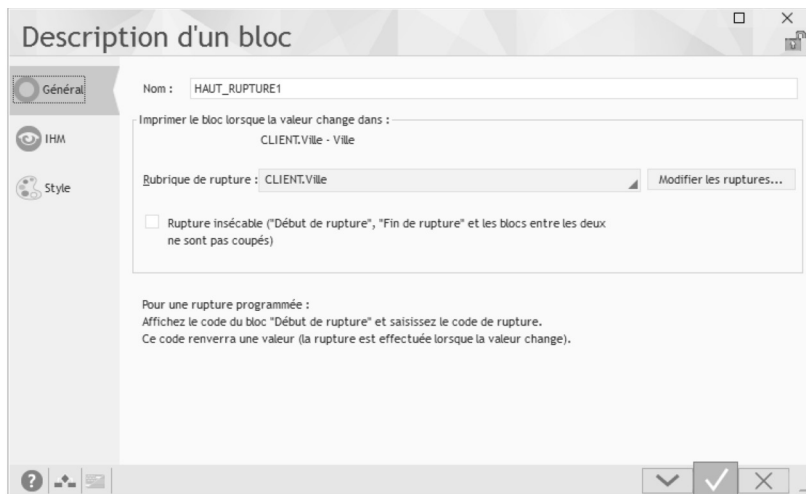 Description d'un bloc
Général
Nom :
HAUT_RUPTURE1
Imprimer le bloc lorsque la valeur change dans :
CLIENT.Ville - Ville
IHM
Rubrique de rupture :
CLIENT.Ville
Modifier les ruptures...
Style
Rupture insécable ("Début de rupture", "Fin de rupture" et les blocs entre les deux
ne sont pas coupés)
Pour une rupture programmée :
Affichez le code du bloc "Début de rupture" et saisissez le code de rupture.
Ce code renverra une valeur (la rupture est effectuée lorsque la valeur change).
?